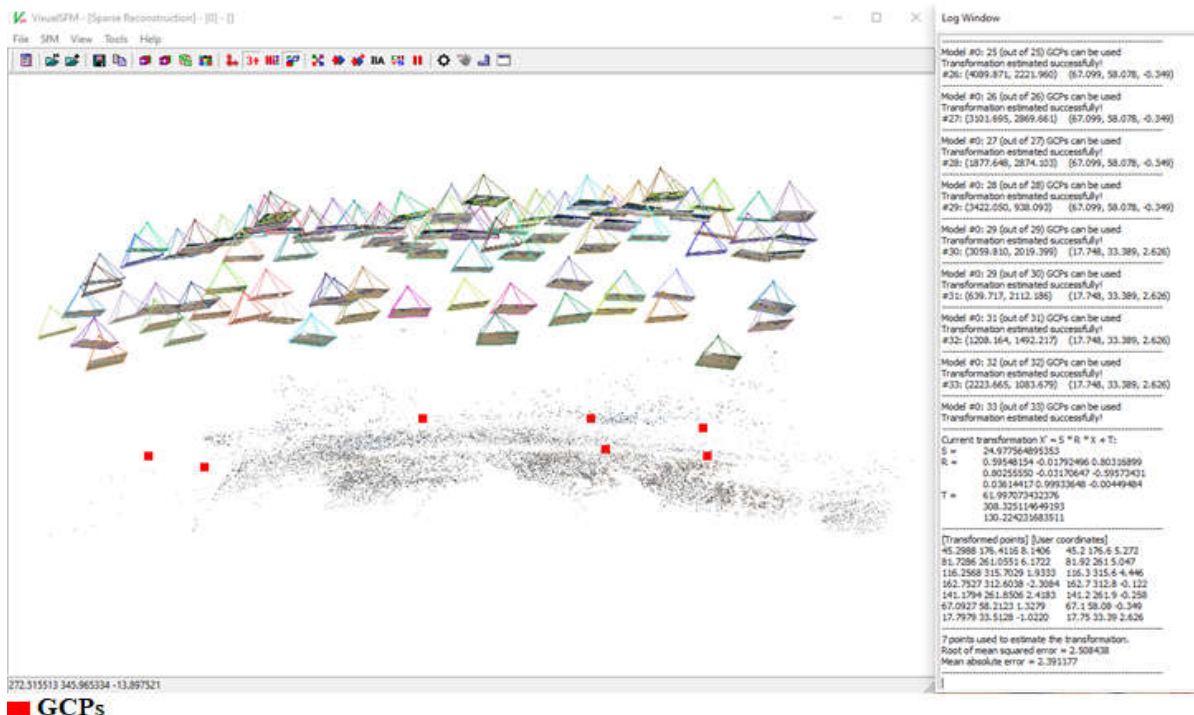 VisualSFM - [Sparse Reconstruction] - [0] - []
File SfM View Tools Help
Log Window
Model #0: 25 (out of 25) GCPs can be used
Transformation estimated successfully!
#26: (4089.871, 2221.960) (67.099, 58.078, -0.349)
Model #0: 26 (out of 26) GCPs can be used
Transformation estimated successfully!
#27: (3101.695, 2869.661) (67.099, 58.078, -0.349)
Model #0: 27 (out of 27) GCPs can be used
Transformation estimated successfully!
#28: (1877.648, 2874.103) (67.099, 58.078, -0.349)
Model #0: 28 (out of 28) GCPs can be used
Transformation estimated successfully!
#29: (3422.050, 938.093) (67.099, 58.078, -0.349)
Model #0: 29 (out of 29) GCPs can be used
Transformation estimated successfully!
#30: (3059.810, 2019.399) (17.748, 33.389, 2.626)
Model #0: 29 (out of 30) GCPs can be used
Transformation estimated successfully!
#31: (639.717, 2112.186) (17.748, 33.389, 2.626)
Model #0: 31 (out of 31) GCPs can be used
Transformation estimated successfully!
#32: (1208.164, 1492.217) (17.748, 33.389, 2.626)
Model #0: 32 (out of 32) GCPs can be used
Transformation estimated successfully!
#33: (2223.665, 1083.679) (17.748, 33.389, 2.626)
Model #0: 33 (out of 33) GCPs can be used
Transformation estimated successfully!
Current transformation X' = S * R * X + T:
S = 24.977564895353
R = 0.59548154 -0.01792496 0.80316899
0.80255550 -0.03170647 -0.59573431
0.03614417 0.99933648 -0.00449484
T = 61.997073432376
308.325114649193
130.224231683511
[Transformed points] [User coordinates]
45.2988 176.4116 8.1406 45.2 176.6 5.272
81.7286 261.0551 6.1722 81.92 261 5.047
116.2568 315.7029 1.9333 116.3 315.6 4.446
162.7527 312.6038 -2.3084 162.7 312.8 -0.122
141.1794 261.8506 2.4183 141.2 261.9 -0.258
67.0927 58.2123 1.3279 67.1 58.08 -0.349
17.7979 33.5128 -1.0220 17.75 33.39 2.626
7 points used to estimate the transformation.
Root of mean squared error = 2.508438
Mean absolute error = 2.391177
272.515513 345.965334 -13.897521
GCPs